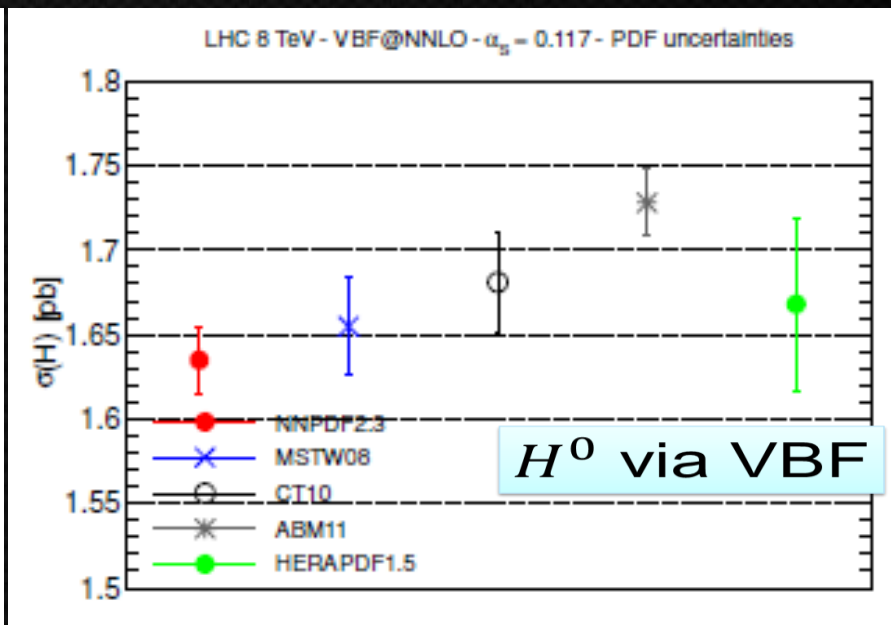 LHC 8 TeV - VBF@NNLO - αs = 0.117 - PDF uncertainties
σ(H) [pb]
1.8
1.75
1.7
1.65
1.6
1.55
1.5
NNPDF2.3
MSTW08
CT10
ABM11
HERAPDF1.5
H⁰ via VBF